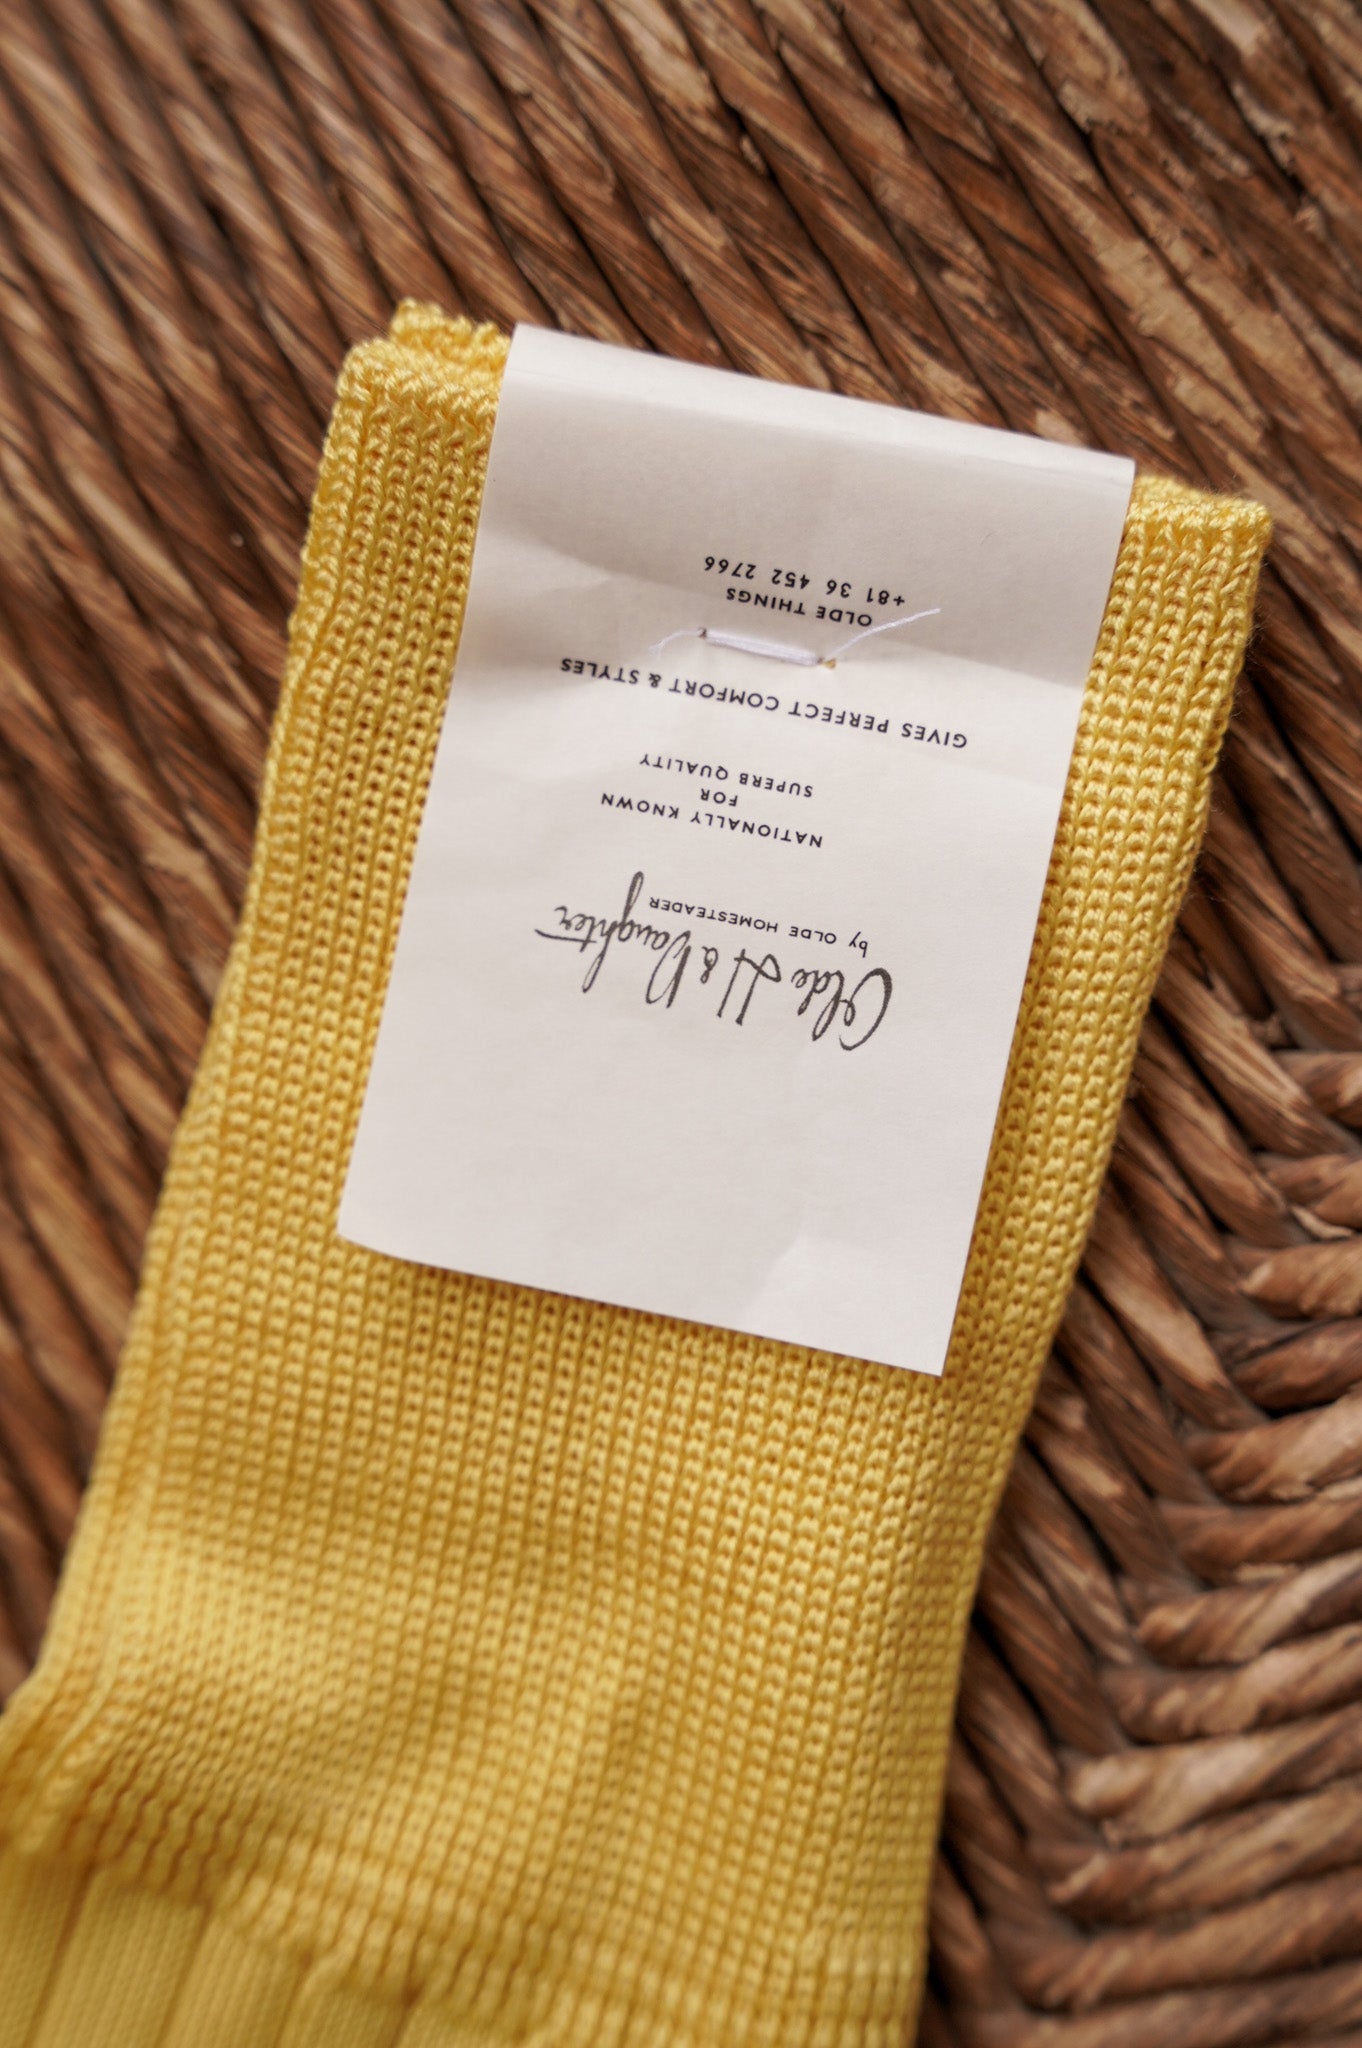 Olde H & Daughter
by OLDE HOMESTEADER
NATIONALLY KNOWN
FOR
SUPERB QUALITY
GIVES PERFECT COMFORT & STYLES
OLDE THINGS
+81 36 452 2766